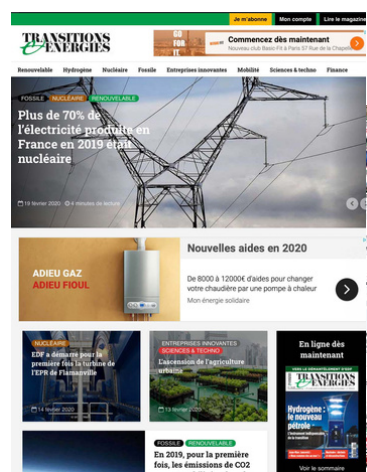 Je m'abonne Mon compte Lire le magazine
TRANSITIONS
& ENERGIES
GO
FOR
IT.
Commencez dès maintenant
Nouveau club Basic Fit à Paris 57 Rue de la Chapelle
Renouvelable Hydrogène Nucléaire Fossile Entreprises innovantes Mobilité Sciences & techno Finance
FOSSILE NUCLÉAIRE RENOUVELABLE
Plus de 70% de
l'électricité produite en
France en 2019 était
nucléaire
19 février 2020 4 minutes de lecture
ADIEU GAZ
ADIEU FIOUL
Nouvelles aides en 2020
De 8000 à 12000€ d'aides pour changer
votre chaudière par une pompe à chaleur
Mon énergie solidaire
NUCLÉAIRE
EDF a démarré pour la
première fois la turbine de
l'EPR de Flamanville
14 février 2020
ENTREPRISES INNOVANTES
SCIENCES & TECHNO
L'ascension de l'agriculture
urbaine
13 février 2020
En ligne dès
maintenant
TRANSITIONS
& ENERGIES
Hydrogène :
le nouveau
pétrole
Voir le sommaire
FOSSILE RENOUVELABLE
En 2019, pour la première
fois, les émissions de CO2